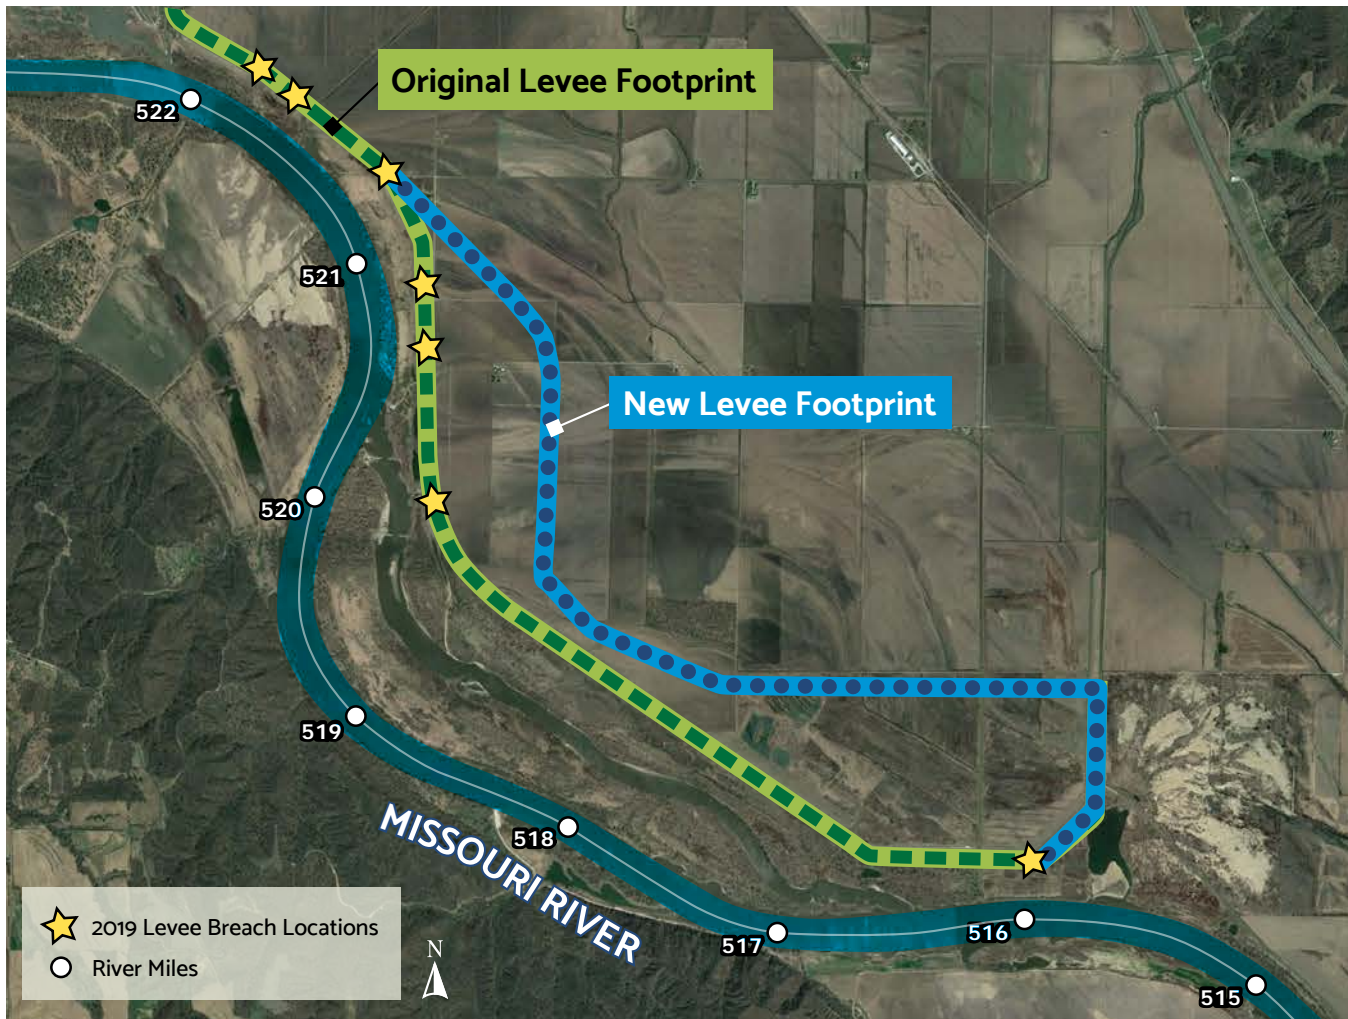 Original Levee Footprint
522
521
New Levee Footprint
520
519
518
MISSOURI RIVER
517
516
515
2019 Levee Breach Locations
River Miles
N